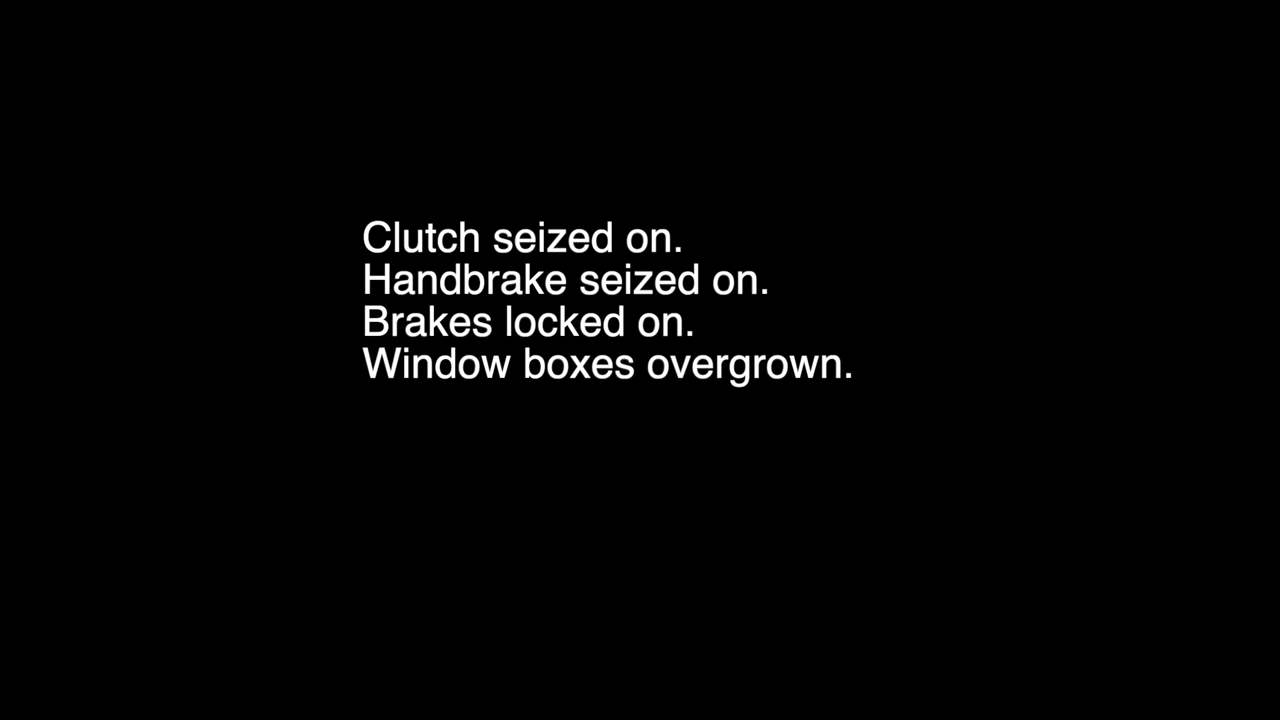 Clutch seized on.
Handbrake seized on.
Brakes locked on.
Window boxes overgrown.